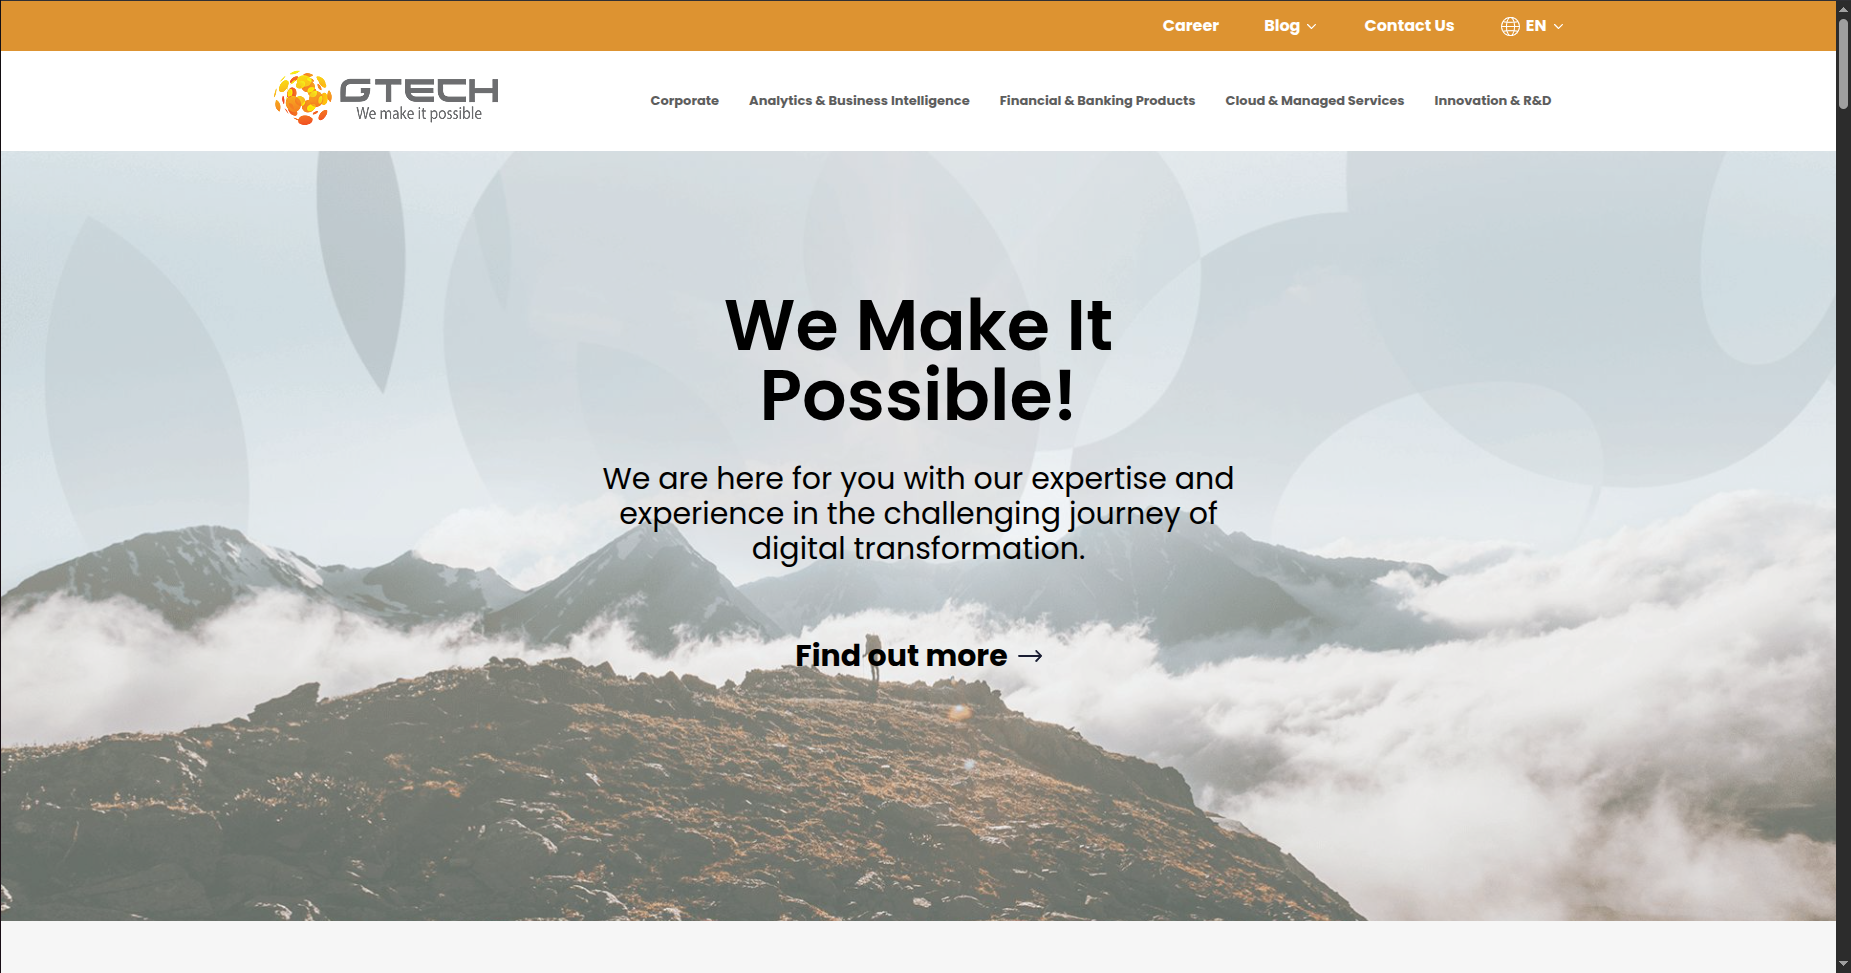 Career Blog Contact Us EN
GTECH
We make it possible
Corporate Analytics & Business Intelligence Financial & Banking Products Cloud & Managed Services Innovation & R&D
We Make It
Possible!
We are here for you with our expertise and
experience in the challenging journey of
digital transformation.
Find out more